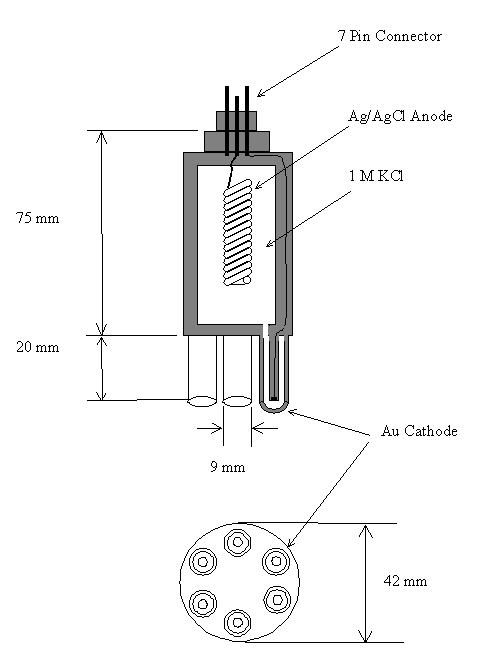 7 Pin Connector
Ag/AgCl Anode
1 M KCl
75 mm
20 mm
Au Cathode
9 mm
42 mm